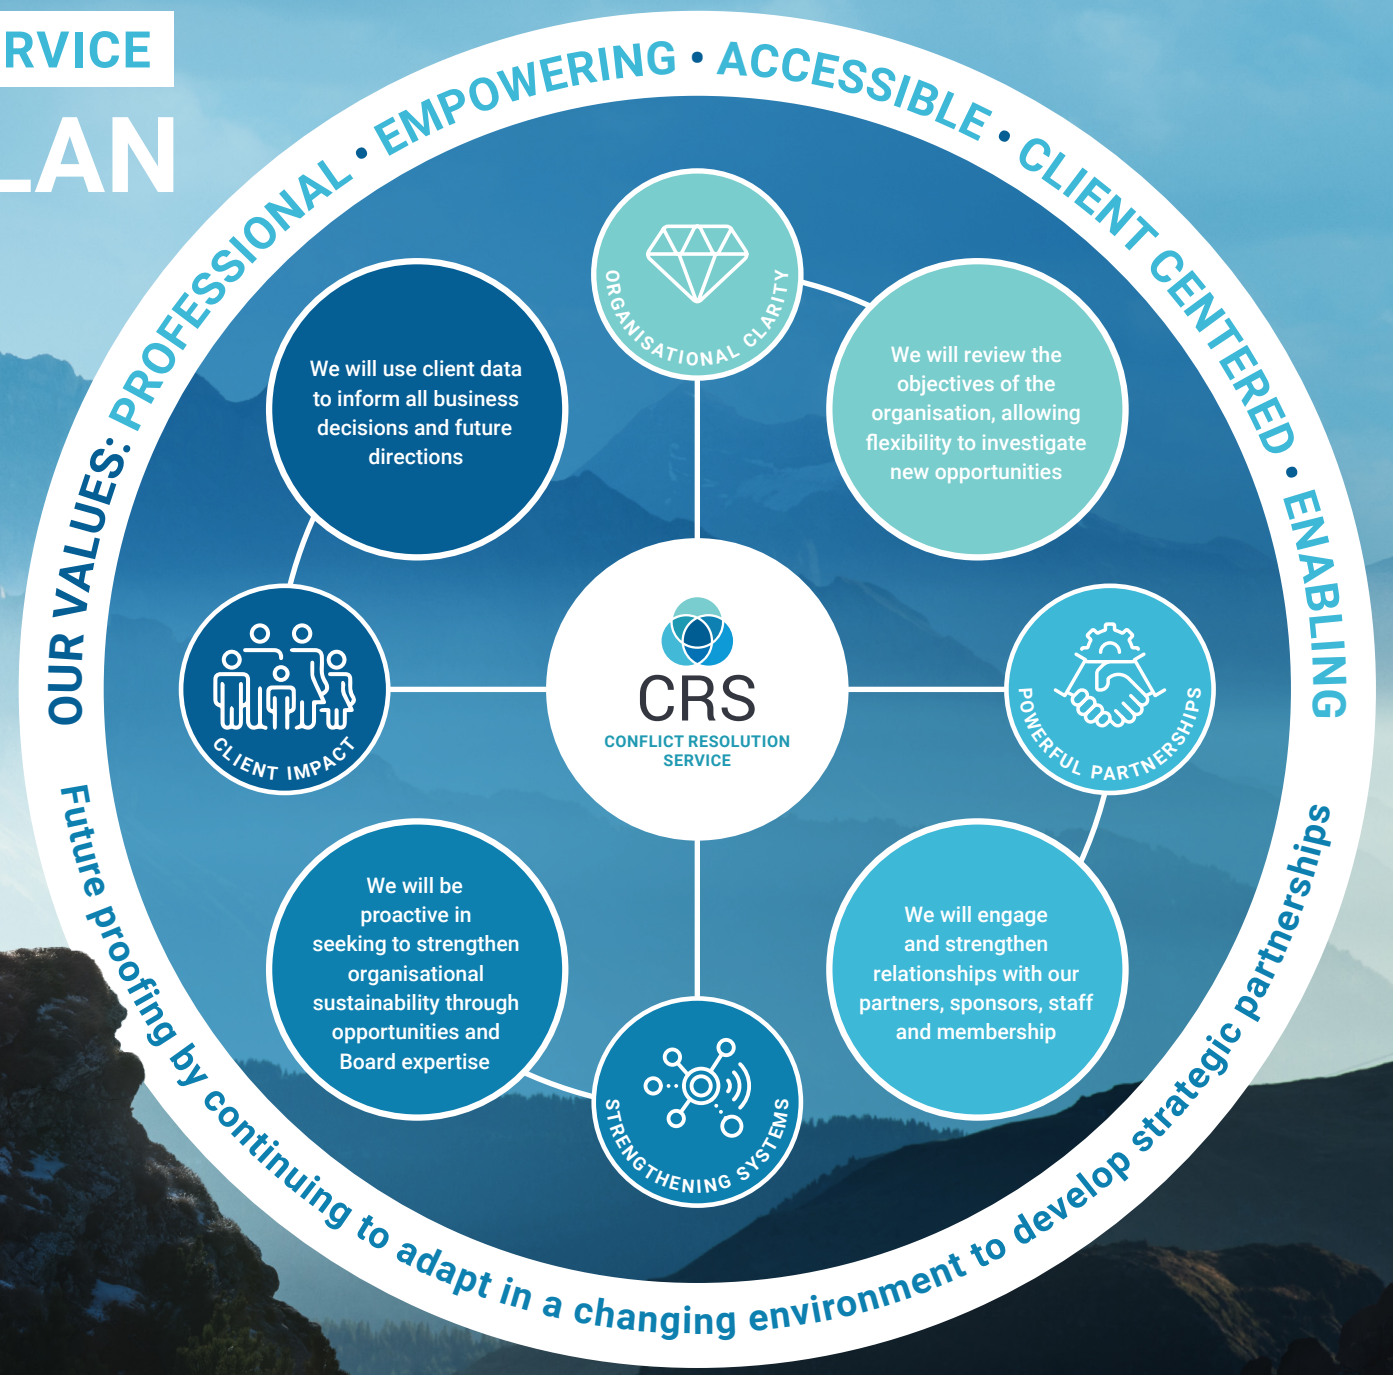 RVICE
LAN
OUR VALUES: PROFESSIONAL • EMPOWERING • ACCESSIBLE • CLIENT CENTERED • ENABLING
ORGANISATIONAL CLARITY
We will use client data
to inform all business
decisions and future
directions
We will review the
objectives of the
organisation, allowing
flexibility to investigate
new opportunities
CLIENT IMPACT
CRS
CONFLICT RESOLUTION
SERVICE
POWERFUL PARTNERSHIPS
We will be
proactive in
seeking to strengthen
organisational
sustainability through
opportunities and
Board expertise
We will engage
and strengthen
relationships with our
partners, sponsors, staff
and membership
STRENGTHENING SYSTEMS
Future proofing by continuing to adapt in a changing environment to develop strategic partnerships